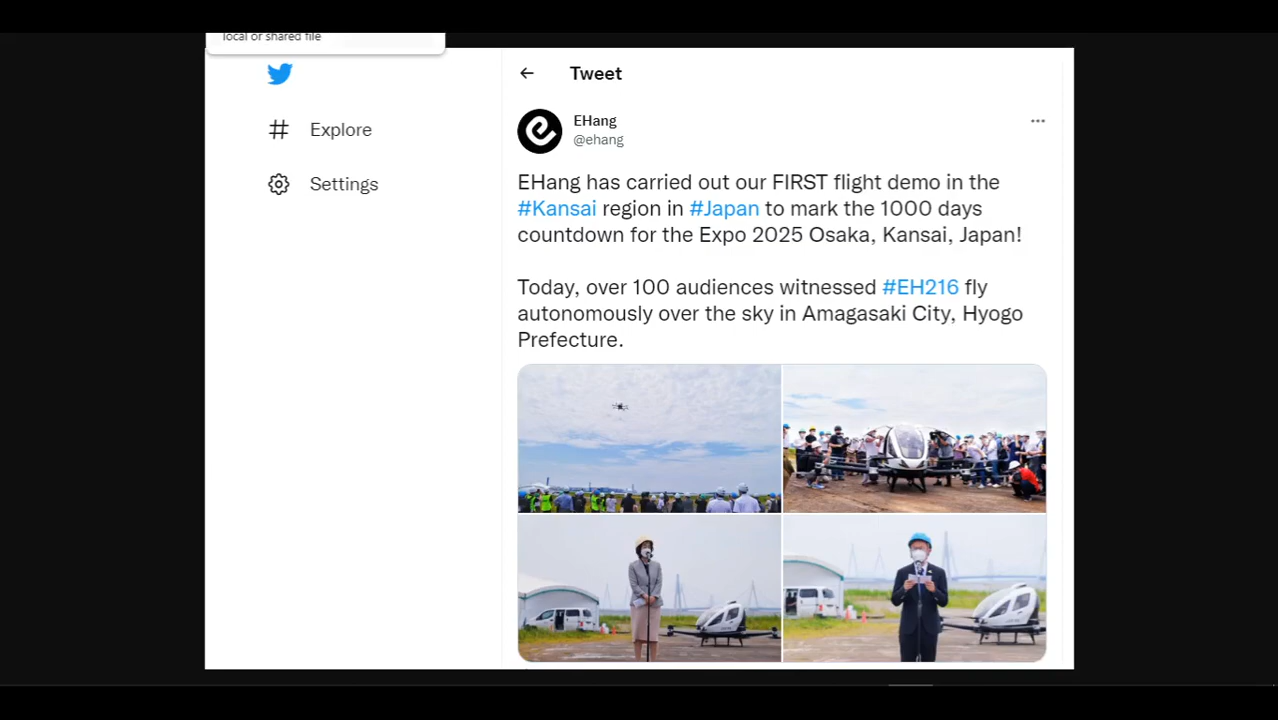 local or shared file
Tweet
EHang
@ehang
Explore
Settings
EHang has carried out our FIRST flight demo in the
#Kansai region in #Japan to mark the 1000 days
countdown for the Expo 2025 Osaka, Kansai, Japan!
Today, over 100 audiences witnessed #EH216 fly
autonomously over the sky in Amagasaki City, Hyogo
Prefecture.